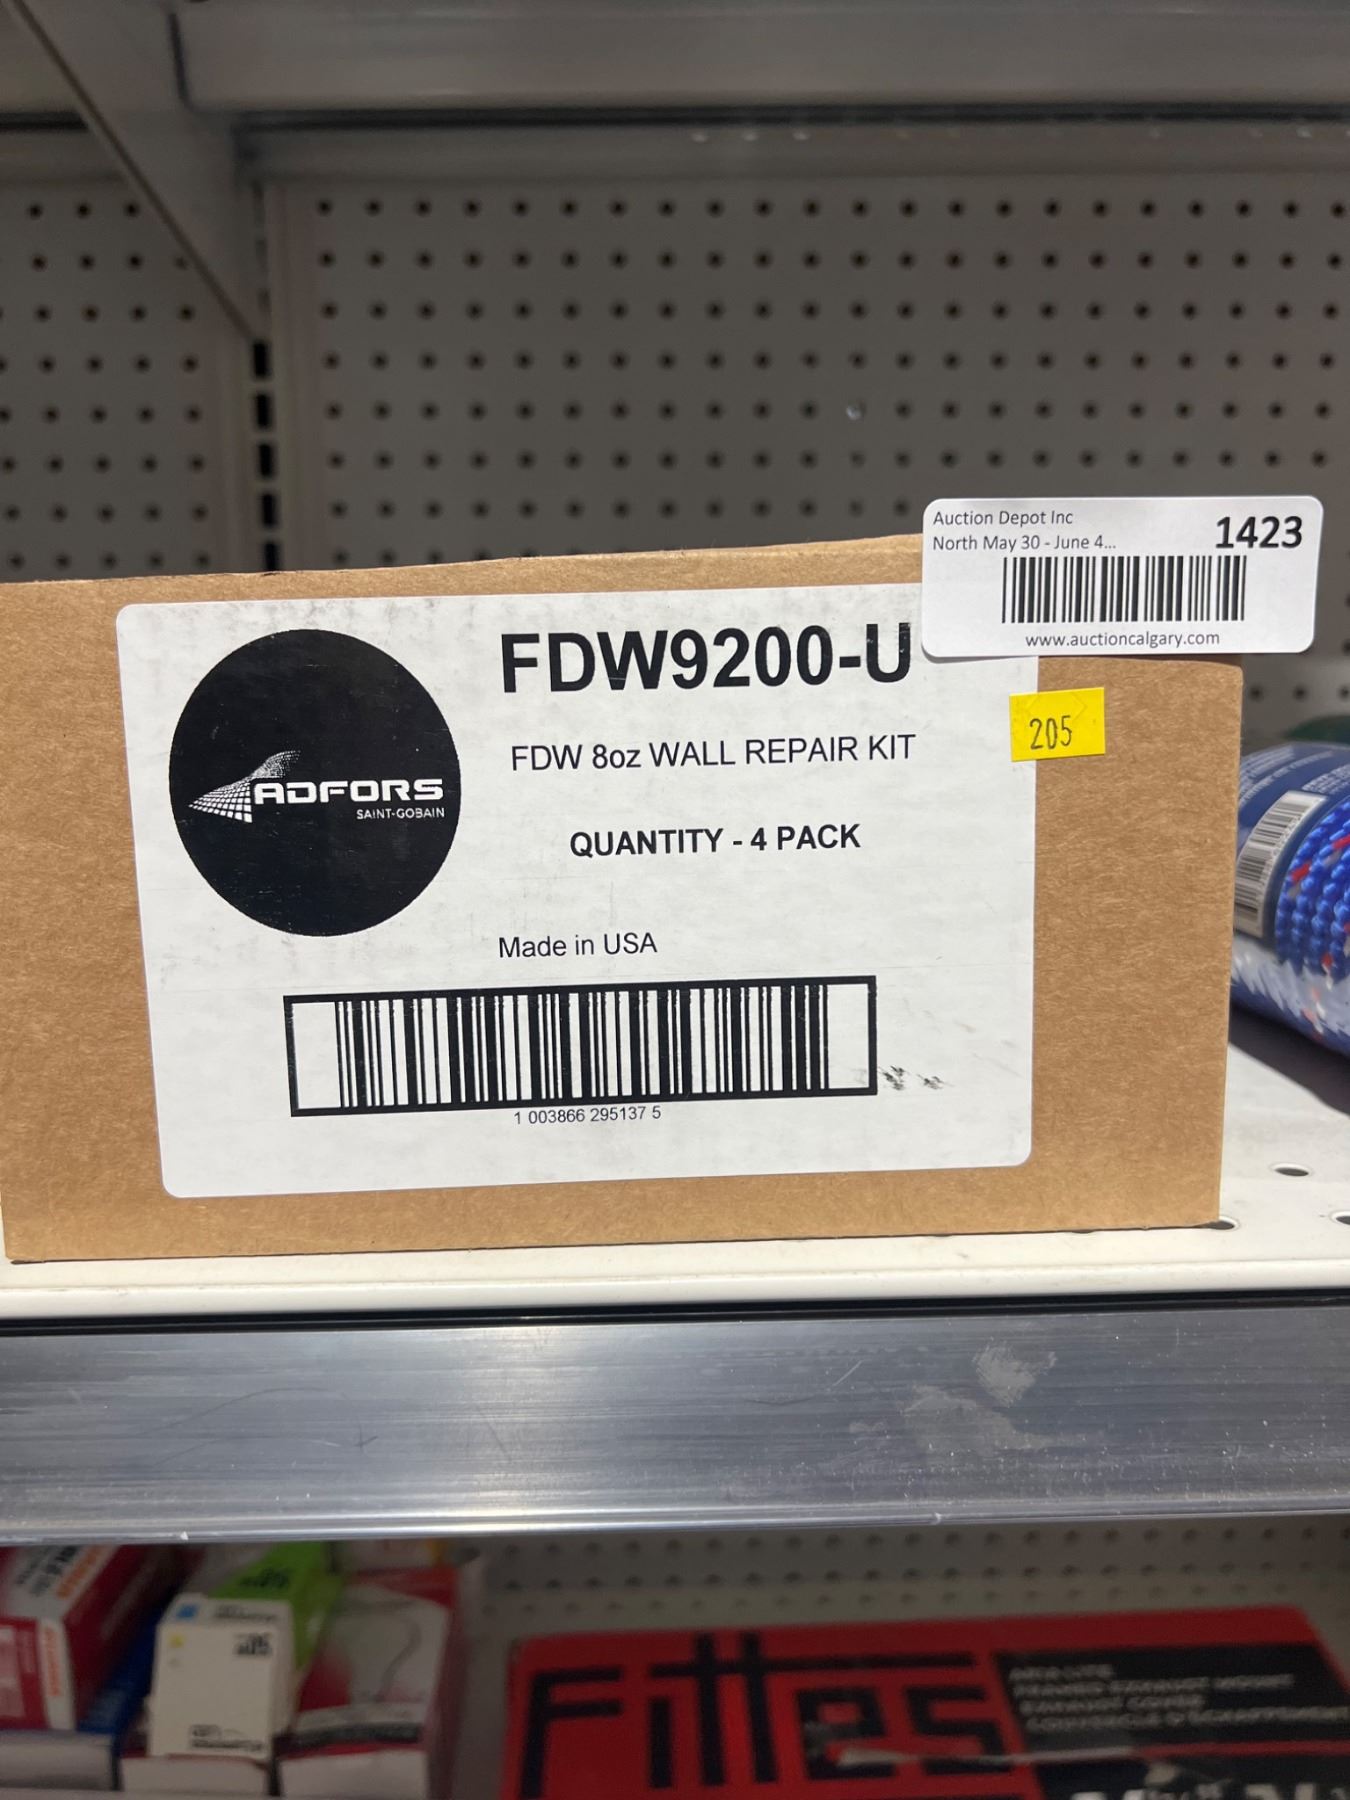 Auction Depot Inc
North May 30 - June 4...
1423
www.auctioncalgary.com
FDW9200-U
205
FDW 8oz WALL REPAIR KIT
ADFORS
SAINT-GOBAIN
QUANTITY - 4 PACK
Made in USA
1 003866 295137 5
Fittes